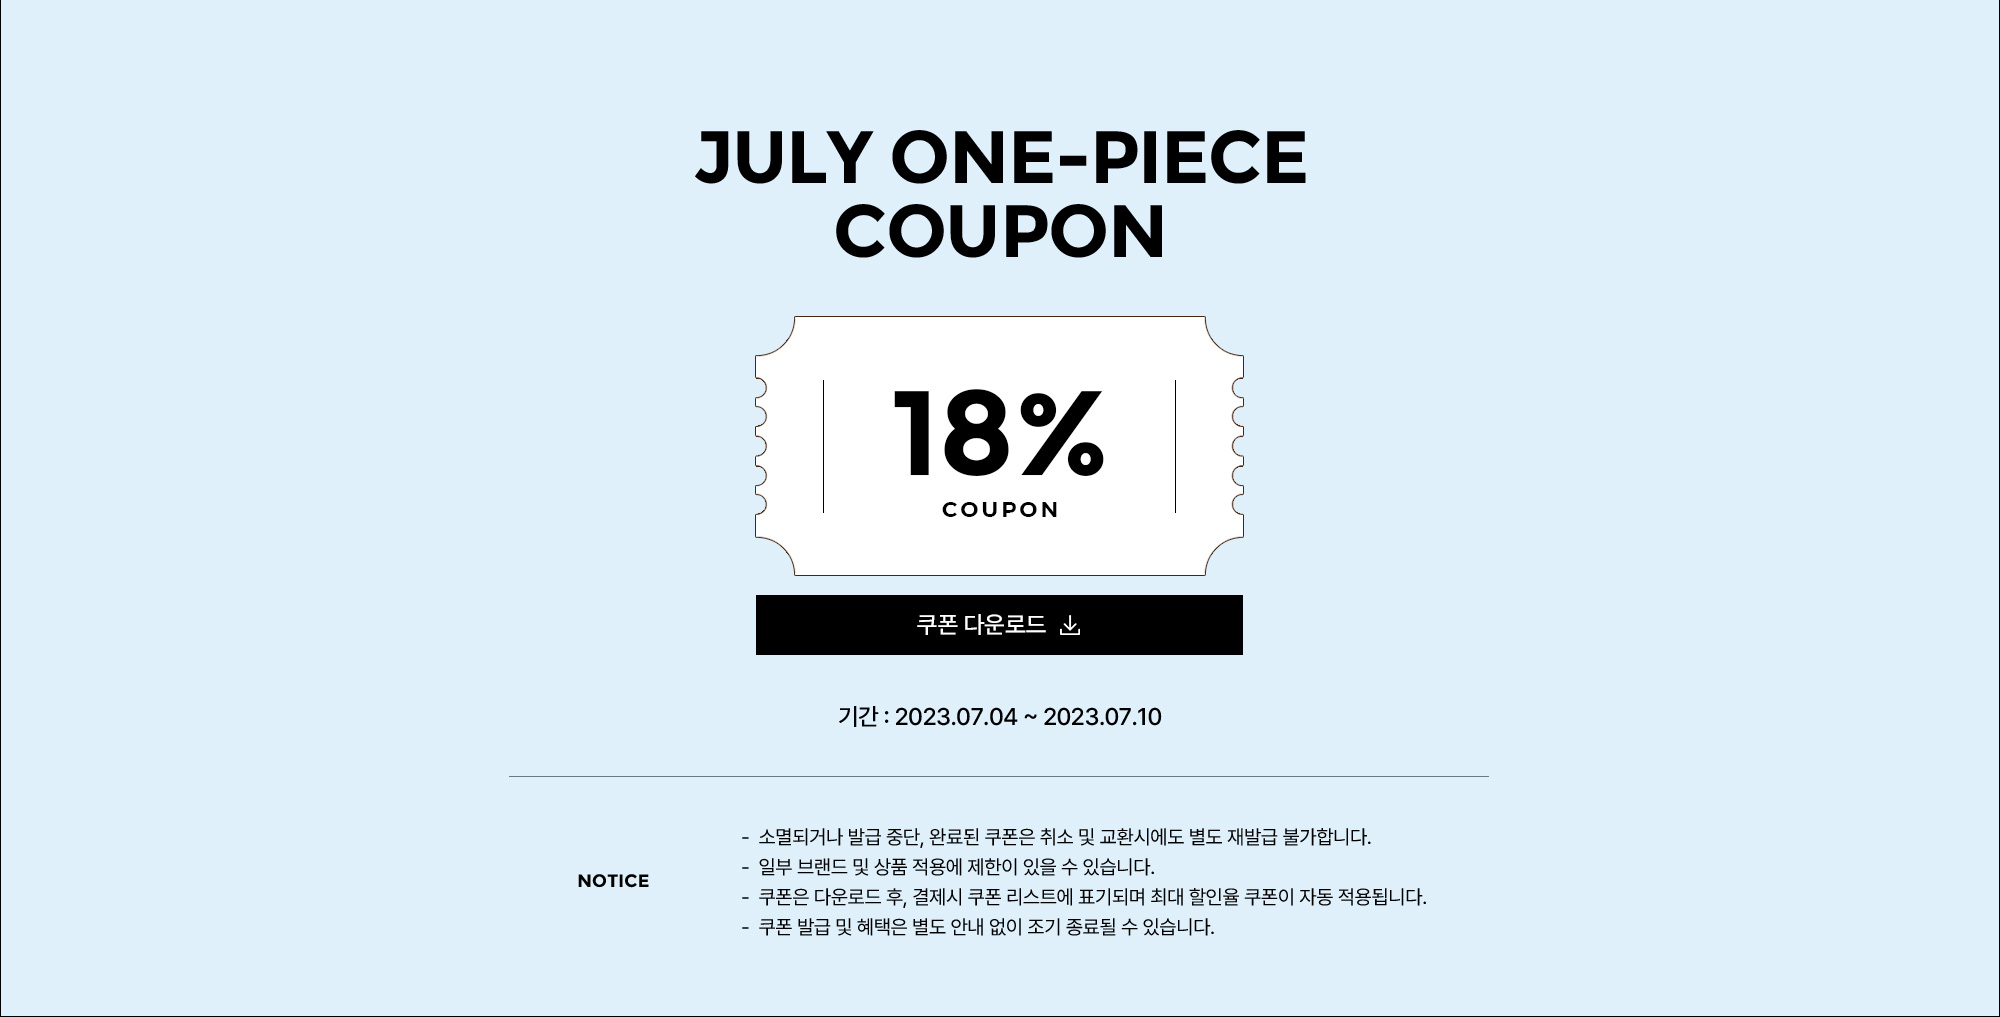 JULY ONE-PIECE
COUPON
18%
COUPON
쿠폰 다운로드
기간 : 2023.07.04 ~ 2023.07.10
NOTICE
- 소멸되거나 발급 중단, 완료된 쿠폰은 취소 및 교환시에도 별도 재발급 불가합니다.
- 일부 브랜드 및 상품 적용에 제한이 있을 수 있습니다.
- 쿠폰은 다운로드 후, 결제시 쿠폰 리스트에 표기되며 최대 할인율 쿠폰이 자동 적용됩니다.
- 쿠폰 발급 및 혜택은 별도 안내 없이 조기 종료될 수 있습니다.